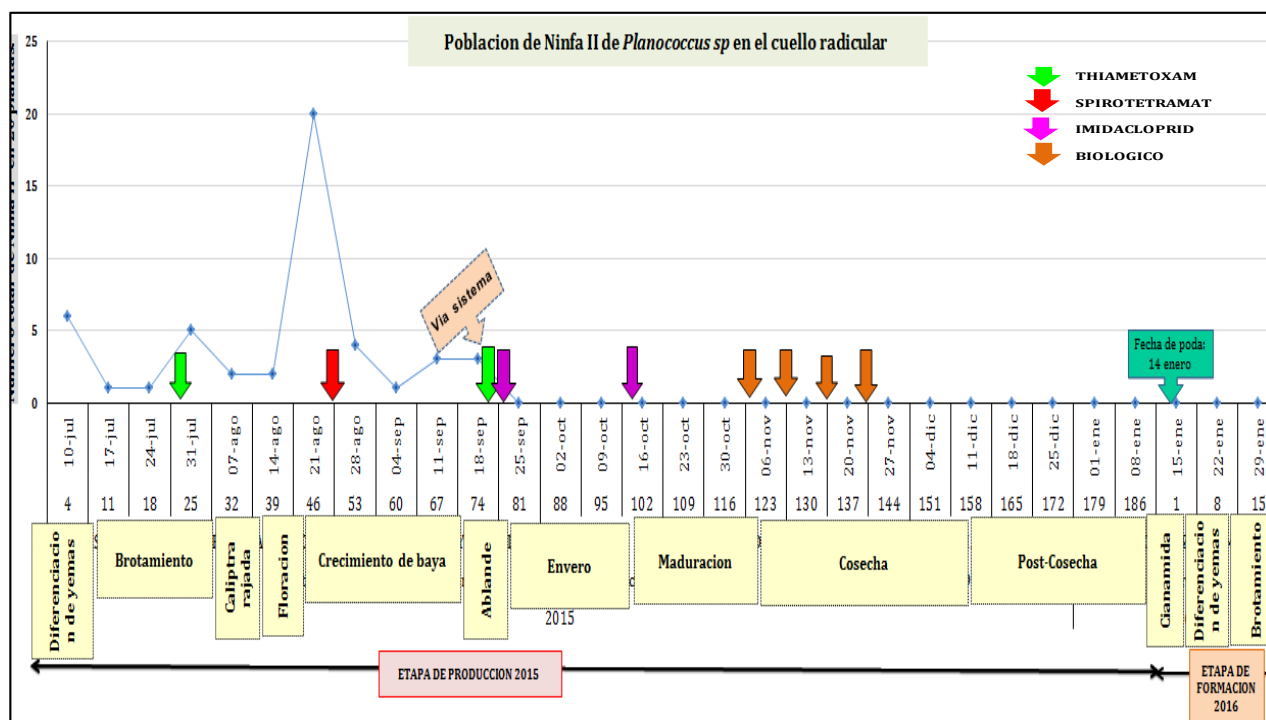 Poblacion de Ninfa II de Planococcus sp en el cuello radicular
THIAMETOXAM
SPIROTETRAMAT
IMIDACLOPRID
BIOLOGICO
25
20
15
10
5
0
Via sistema
Fecha de poda:
14 enero
10-jul
17-jul
24-jul
31-jul
07-ago
14-ago
21-ago
28-ago
04-sep
11-sep
18-sep
25-sep
02-oct
09-oct
16-oct
23-oct
30-oct
06-nov
13-nov
20-nov
27-nov
04-dic
11-dic
18-dic
25-dic
01-ene
08-ene
15-ene
22-ene
29-ene
4 11 18 25 32 39 46 53 60 67 74 81 88 95 102 109 116 123 130 137 144 151 158 165 172 179 186 1 8 15
Diferenciacio
n de yemas
Brotamiento
Caliptra
rajada
Floracion
Crecimiento de baya
Ablande
Envero
Maduracion
Cosecha
Post-Cosecha
Cianamida
Diferenciacio
n de yemas
Brotamiento
2015
ETAPA DE PRODUCCION 2015
ETAPA DE
FORMACION
2016